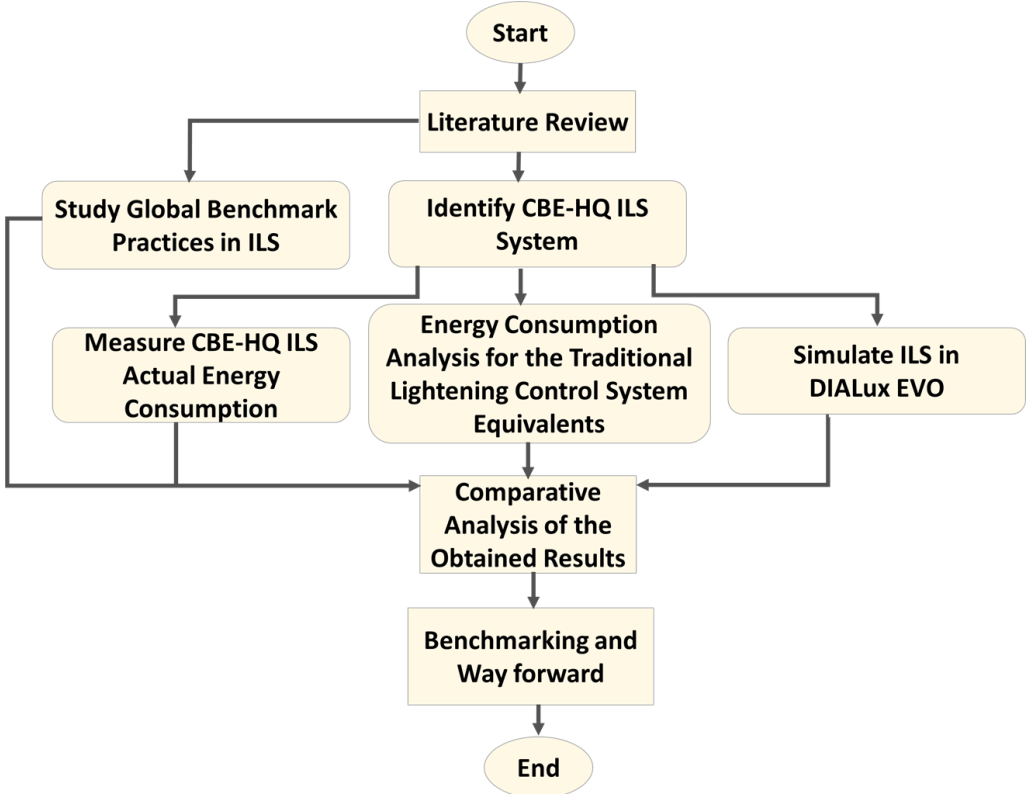 Start
Literature Review
Study Global Benchmark
Practices in ILS
Identify CBE-HQ ILS
System
Measure CBE-HQ ILS
Actual Energy
Consumption
Energy Consumption
Analysis for the Traditional
Lightening Control System
Equivalents
Simulate ILS in
DIALux EVO
Comparative
Analysis of the
Obtained Results
Benchmarking and
Way forward
End